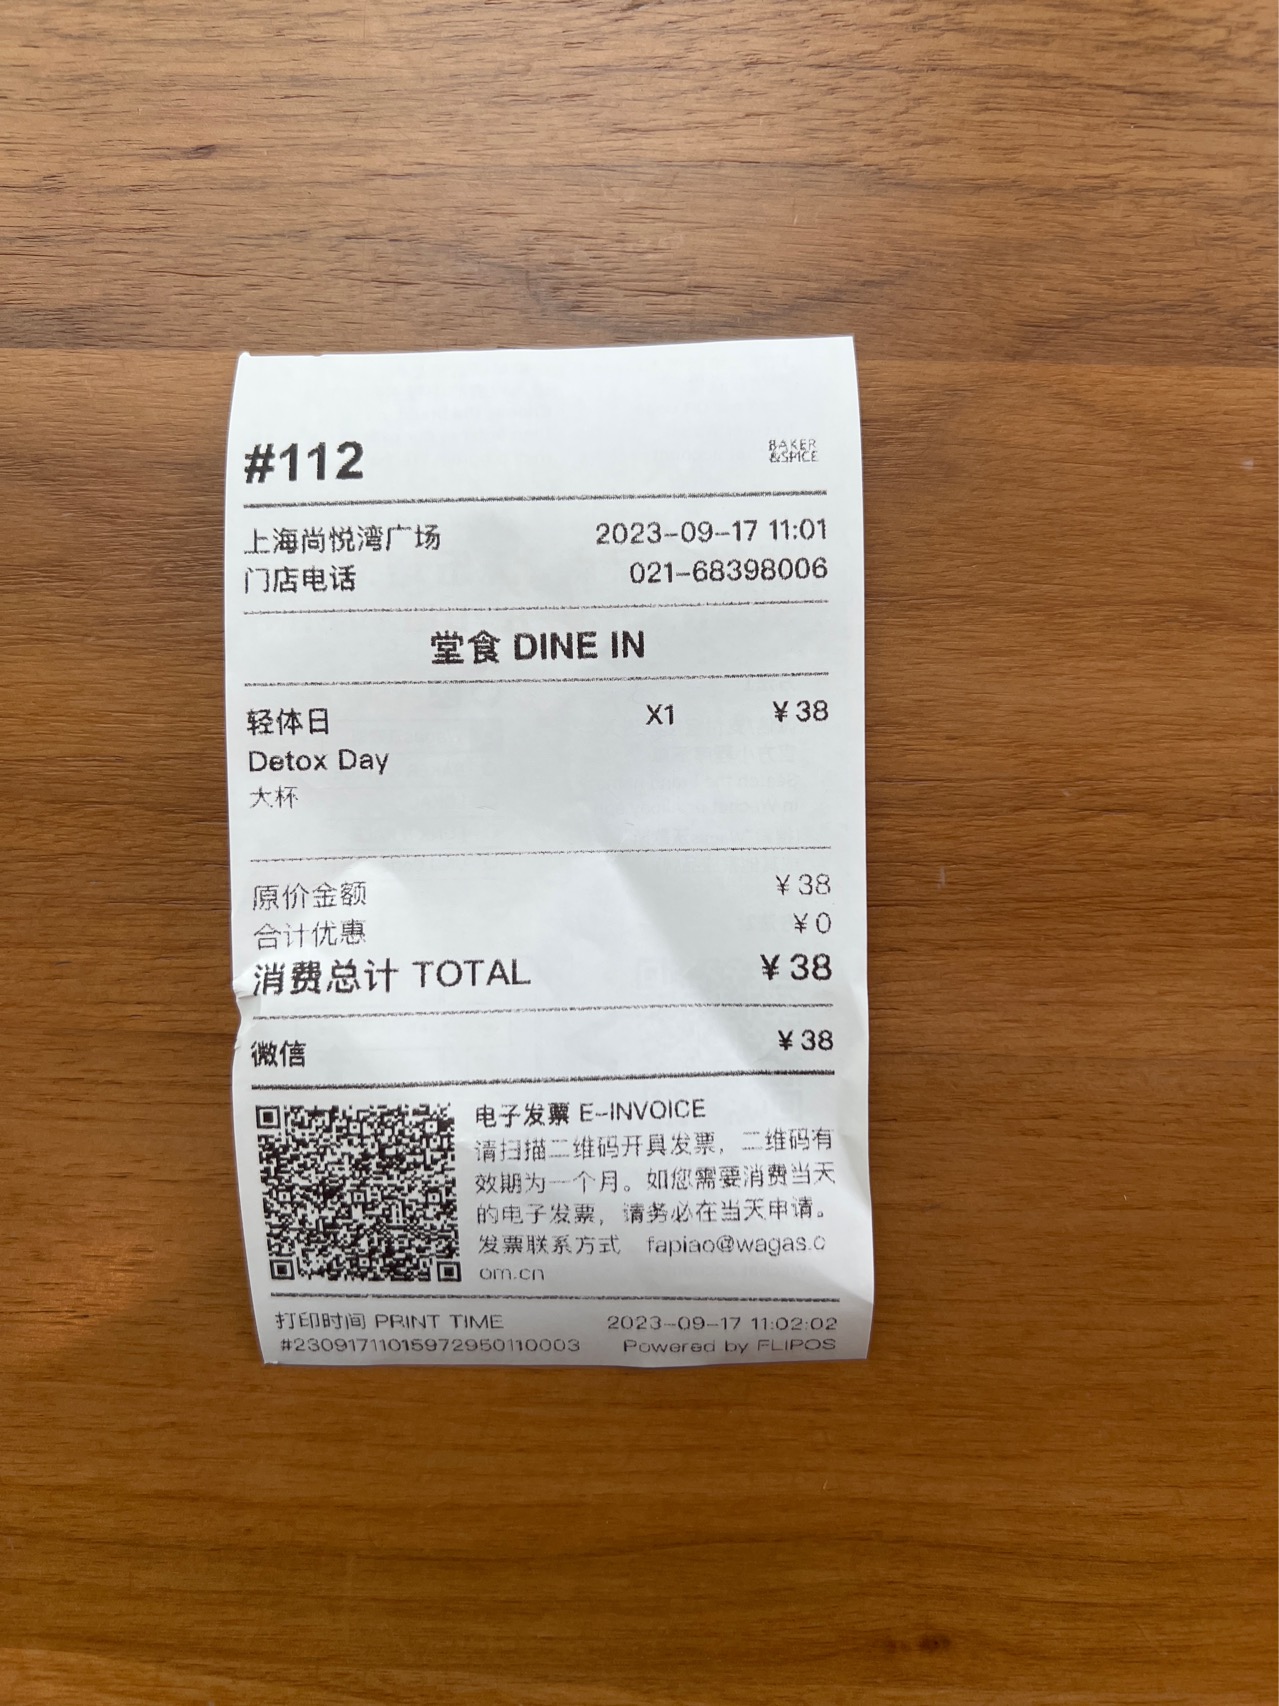 #112
BAKER
&SPICE
上海尚悦湾广场 2023-09-17 11:01
门店电话 021-68398006
堂食 DINE IN
轻体日 X1 ¥38
Detox Day
大杯
原价金额 ¥38
合计优惠 ¥0
消费总计 TOTAL ¥38
微信 ¥38
电子发票 E-INVOICE
请扫描二维码开具发票，二维码有
效期为一个月。如您需要消费当天
的电子发票，请务必在当天申请。
发票联系方式 fapiao@wagas.c
om.cn
打印时间 PRINT TIME 2023-09-17 11:02:02
#230917110159729501​10003 Powered by FLIPOS